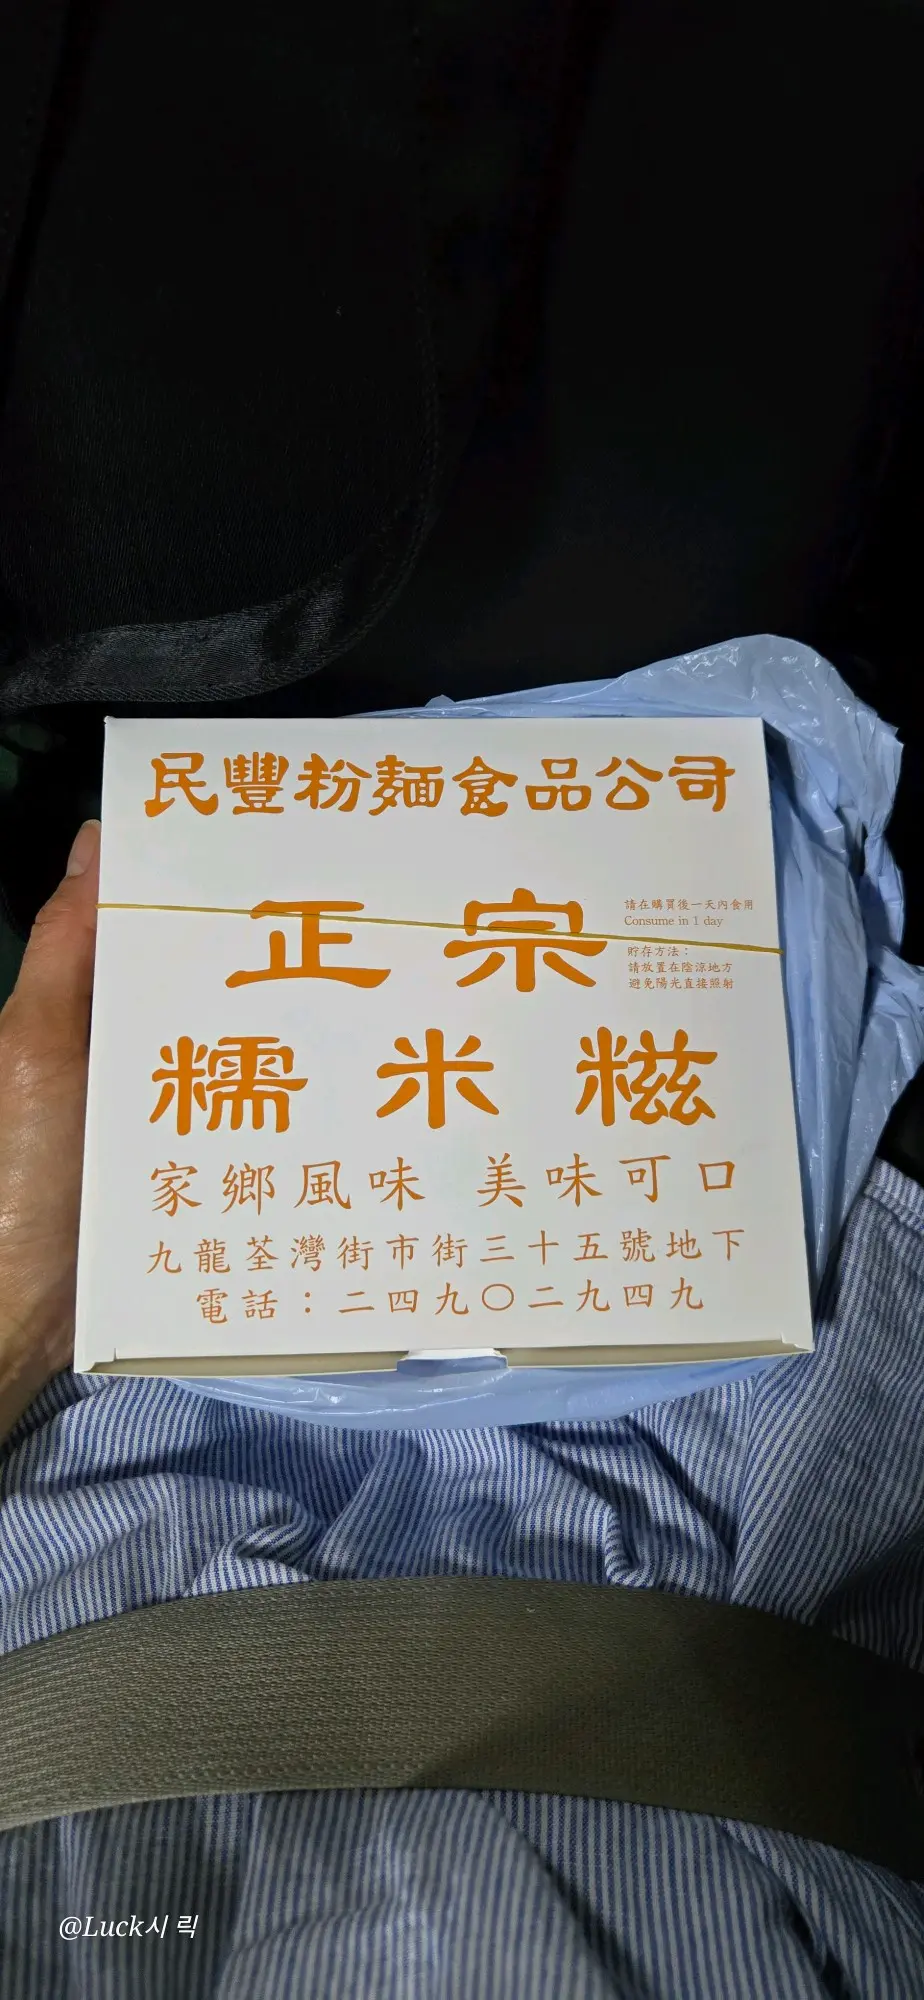 民豐粉麵食品公司
正宗
請在購買後一天內食用
Consume in 1 day
貯存方法：
請放置在陰涼地方
避免陽光直接照射
糯米糍
家鄉風味 美味可口
九龍荃灣街市街三十五號地下
電話：二四九〇二九四九
@Luck시릭